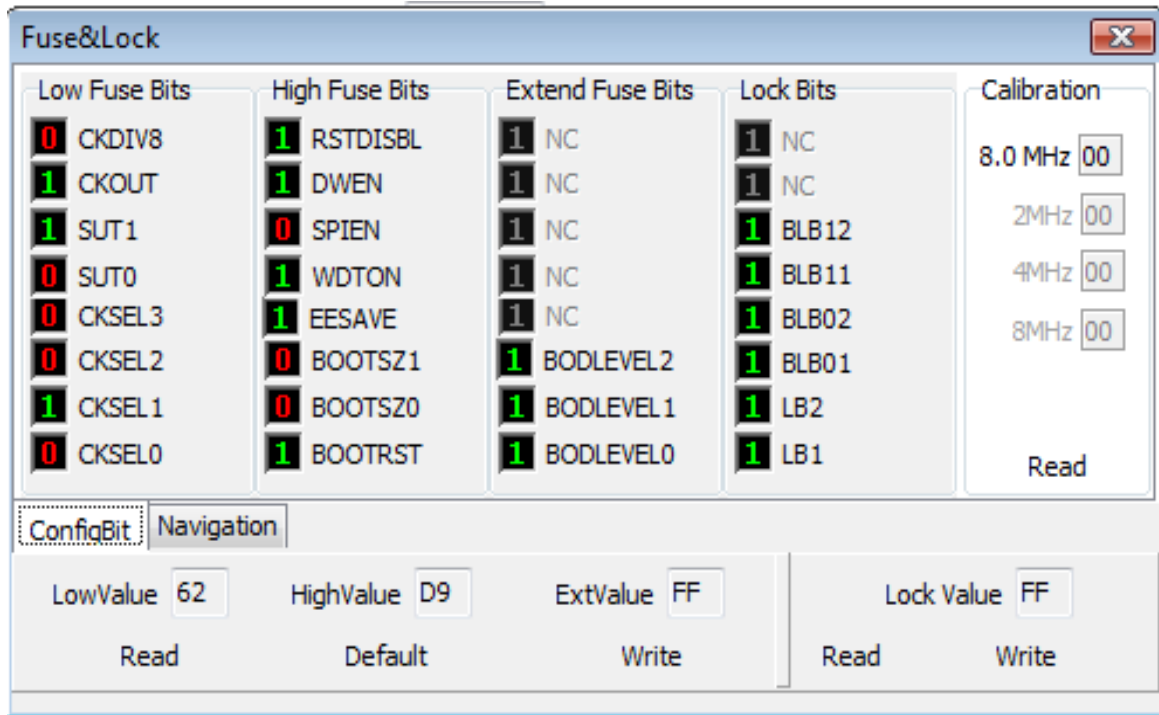 Fuse&Lock
Low Fuse Bits High Fuse Bits Extend Fuse Bits Lock Bits Calibration
0 CKDIV8 1 RSTDISBL 1 NC 1 NC 8.0 MHz 00
1 CKOUT 1 DWEN 1 NC 1 NC
1 SUT1 0 SPIEN 1 NC 1 BLB12 2MHz 00
0 SUT0 1 WDTON 1 NC 1 BLB11 4MHz 00
0 CKSEL3 1 EESAVE 1 NC 1 BLB02 8MHz 00
0 CKSEL2 0 BOOTSZ1 1 BODLEVEL2 1 BLB01
1 CKSEL1 0 BOOTSZ0 1 BODLEVEL1 1 LB2
0 CKSEL0 1 BOOTRST 1 BODLEVEL0 1 LB1 Read
ConfigBit Navigation
LowValue 62 HighValue D9 ExtValue FF Lock Value FF
Read Default Write Read Write